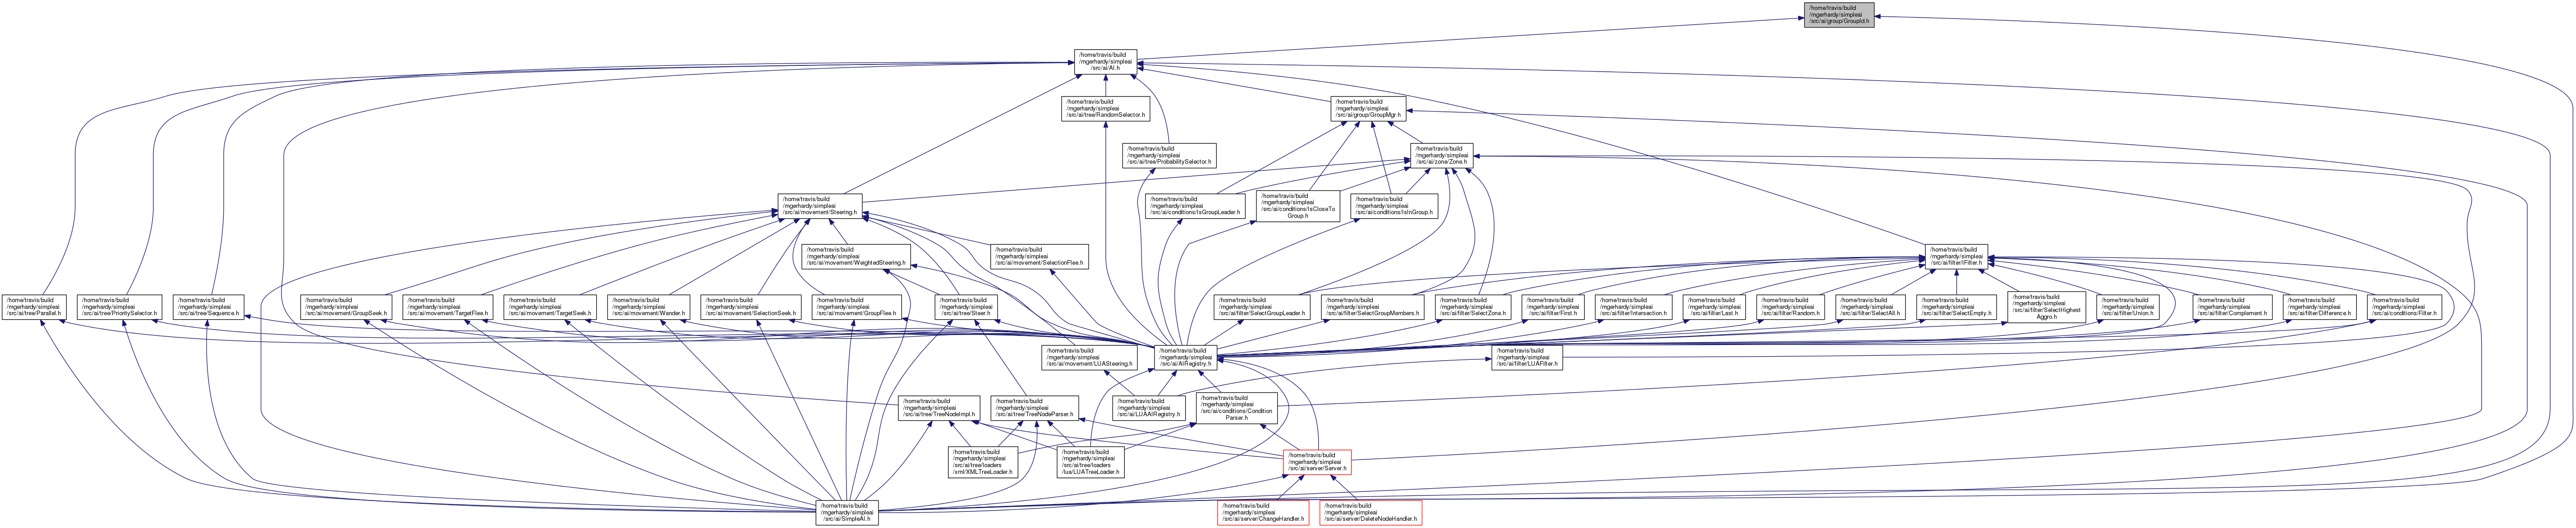 /home/travis/build
/mgerhardy/simpleai
/src/ai/group/GroupId.h
/home/travis/build
/mgerhardy/simpleai
/src/ai/AI.h
/home/travis/build
/mgerhardy/simpleai
/src/ai/tree/RandomSelector.h
/home/travis/build
/mgerhardy/simpleai
/src/ai/group/GroupMgr.h
/home/travis/build
/mgerhardy/simpleai
/src/ai/tree/ProbabilitySelector.h
/home/travis/build
/mgerhardy/simpleai
/src/ai/zone/Zone.h
/home/travis/build
/mgerhardy/simpleai
/src/ai/movement/Steering.h
/home/travis/build
/mgerhardy/simpleai
/src/ai/conditions/IsGroupLeader.h
/home/travis/build
/mgerhardy/simpleai
/src/ai/conditions/IsCloseTo
Group.h
/home/travis/build
/mgerhardy/simpleai
/src/ai/conditions/IsInGroup.h
/home/travis/build
/mgerhardy/simpleai
/src/ai/movement/WeightedSteering.h
/home/travis/build
/mgerhardy/simpleai
/src/ai/movement/SelectionFlee.h
/home/travis/build
/mgerhardy/simpleai
/src/ai/filter/IFilter.h
/home/travis/build
/mgerhardy/simpleai
/src/ai/tree/Parallel.h
/home/travis/build
/mgerhardy/simpleai
/src/ai/tree/PrioritySelector.h
/home/travis/build
/mgerhardy/simpleai
/src/ai/tree/Sequence.h
/home/travis/build
/mgerhardy/simpleai
/src/ai/movement/GroupSeek.h
/home/travis/build
/mgerhardy/simpleai
/src/ai/movement/TargetFlee.h
/home/travis/build
/mgerhardy/simpleai
/src/ai/movement/TargetSeek.h
/home/travis/build
/mgerhardy/simpleai
/src/ai/movement/Wander.h
/home/travis/build
/mgerhardy/simpleai
/src/ai/movement/SelectionSeek.h
/home/travis/build
/mgerhardy/simpleai
/src/ai/movement/GroupFlee.h
/home/travis/build
/mgerhardy/simpleai
/src/ai/tree/Steer.h
/home/travis/build
/mgerhardy/simpleai
/src/ai/filter/SelectGroupLeader.h
/home/travis/build
/mgerhardy/simpleai
/src/ai/filter/SelectGroupMembers.h
/home/travis/build
/mgerhardy/simpleai
/src/ai/filter/SelectZone.h
/home/travis/build
/mgerhardy/simpleai
/src/ai/filter/First.h
/home/travis/build
/mgerhardy/simpleai
/src/ai/filter/Intersection.h
/home/travis/build
/mgerhardy/simpleai
/src/ai/filter/Last.h
/home/travis/build
/mgerhardy/simpleai
/src/ai/filter/Random.h
/home/travis/build
/mgerhardy/simpleai
/src/ai/filter/SelectAll.h
/home/travis/build
/mgerhardy/simpleai
/src/ai/filter/SelectEmpty.h
/home/travis/build
/mgerhardy/simpleai
/src/ai/filter/SelectHighest
Aggro.h
/home/travis/build
/mgerhardy/simpleai
/src/ai/filter/Union.h
/home/travis/build
/mgerhardy/simpleai
/src/ai/filter/Complement.h
/home/travis/build
/mgerhardy/simpleai
/src/ai/filter/Difference.h
/home/travis/build
/mgerhardy/simpleai
/src/ai/conditions/Filter.h
/home/travis/build
/mgerhardy/simpleai
/src/ai/movement/LUASteering.h
/home/travis/build
/mgerhardy/simpleai
/src/ai/AIRegistry.h
/home/travis/build
/mgerhardy/simpleai
/src/ai/filter/LUAFilter.h
/home/travis/build
/mgerhardy/simpleai
/src/ai/tree/TreeNodeImpl.h
/home/travis/build
/mgerhardy/simpleai
/src/ai/tree/TreeNodeParser.h
/home/travis/build
/mgerhardy/simpleai
/src/ai/LUAAIRegistry.h
/home/travis/build
/mgerhardy/simpleai
/src/ai/conditions/Condition
Parser.h
/home/travis/build
/mgerhardy/simpleai
/src/ai/tree/loaders
/xml/XMLTreeLoader.h
/home/travis/build
/mgerhardy/simpleai
/src/ai/tree/loaders
/lua/LUATreeLoader.h
/home/travis/build
/mgerhardy/simpleai
/src/ai/server/Server.h
/home/travis/build
/mgerhardy/simpleai
/src/ai/SimpleAI.h
/home/travis/build
/mgerhardy/simpleai
/src/ai/server/ChangeHandler.h
/home/travis/build
/mgerhardy/simpleai
/src/ai/server/DeleteNodeHandler.h